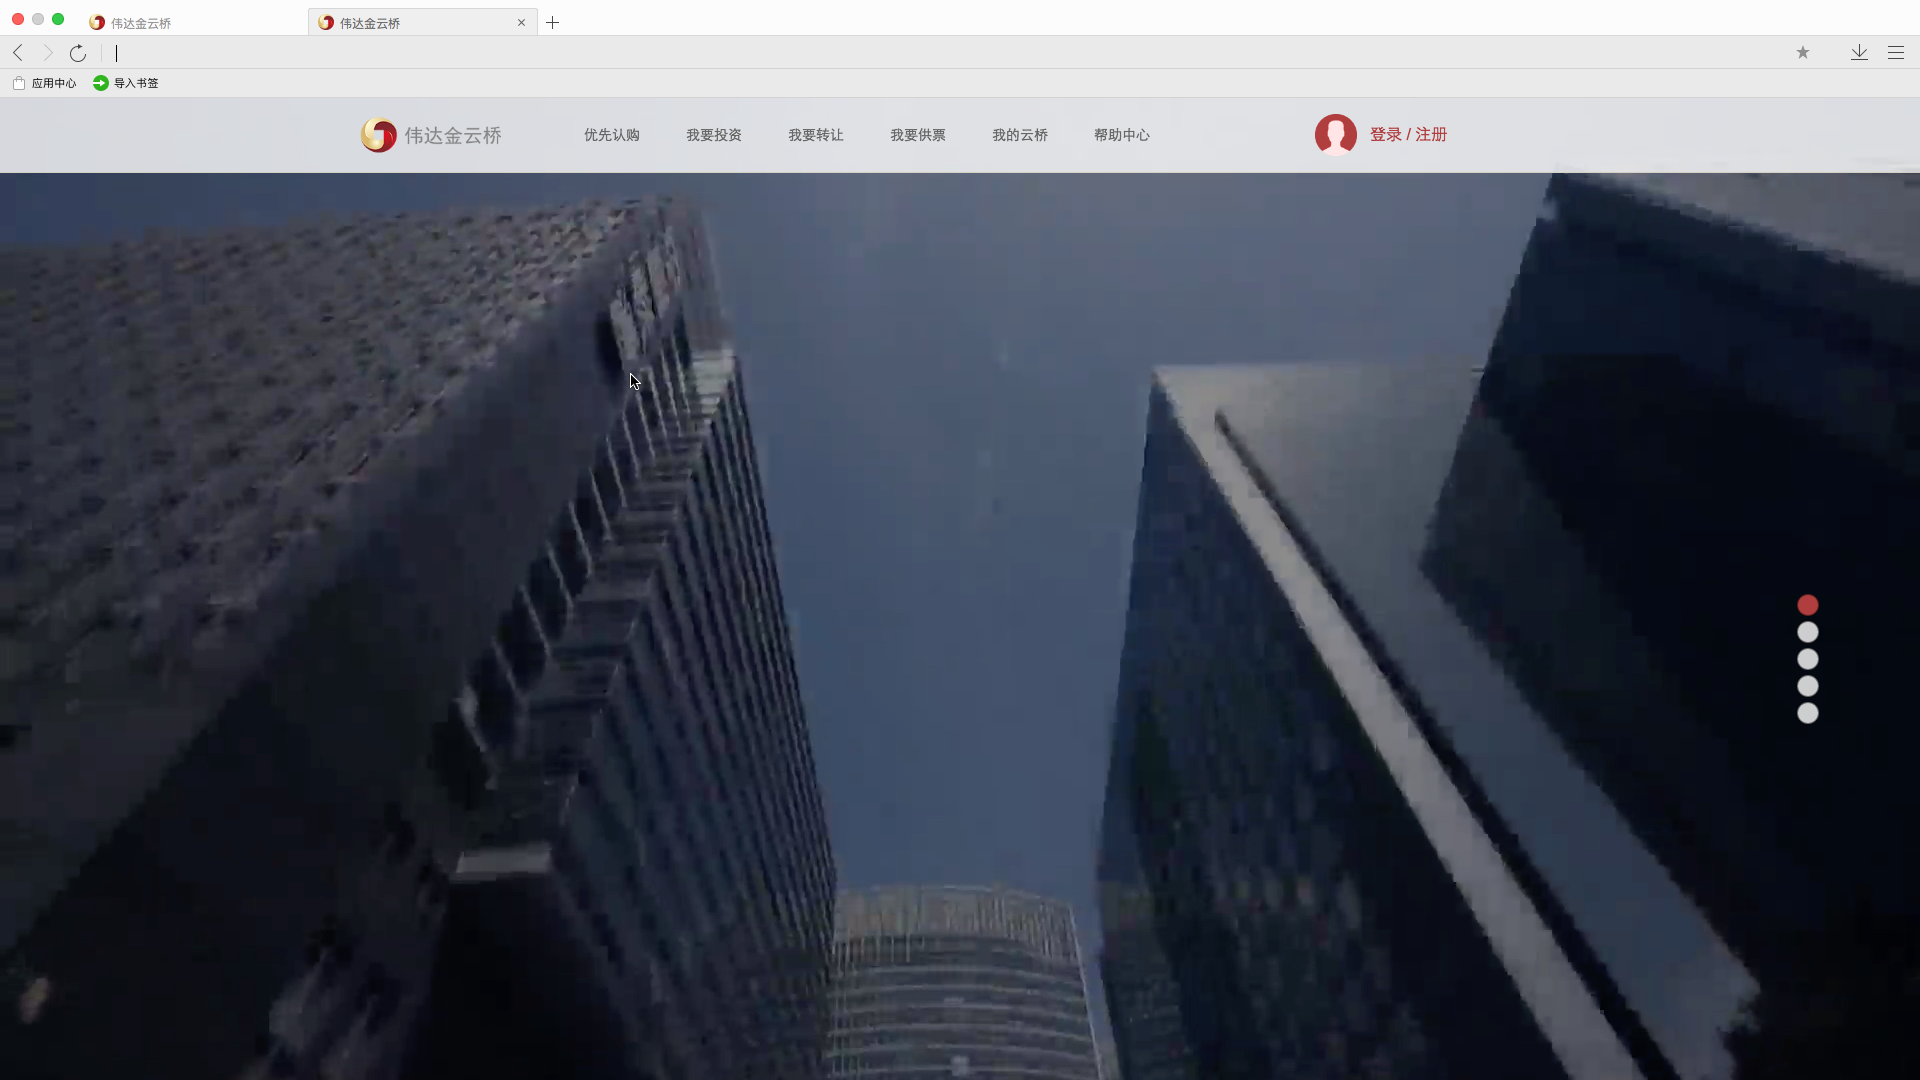 伟达金云桥
伟达金云桥
应用中心
导入书签
伟达金云桥
优先认购
我要投资
我要转让
我要供票
我的云桥
帮助中心
登录 / 注册